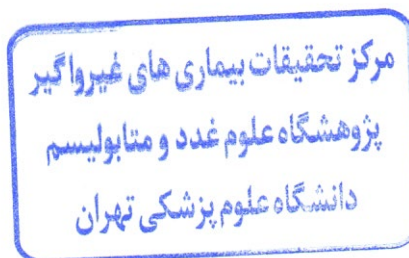 مرکز تحقیقات بیماری های غیرواگیر
پژوهشگاه علوم غدد و متابولیسم
دانشگاه علوم پزشکی تهران